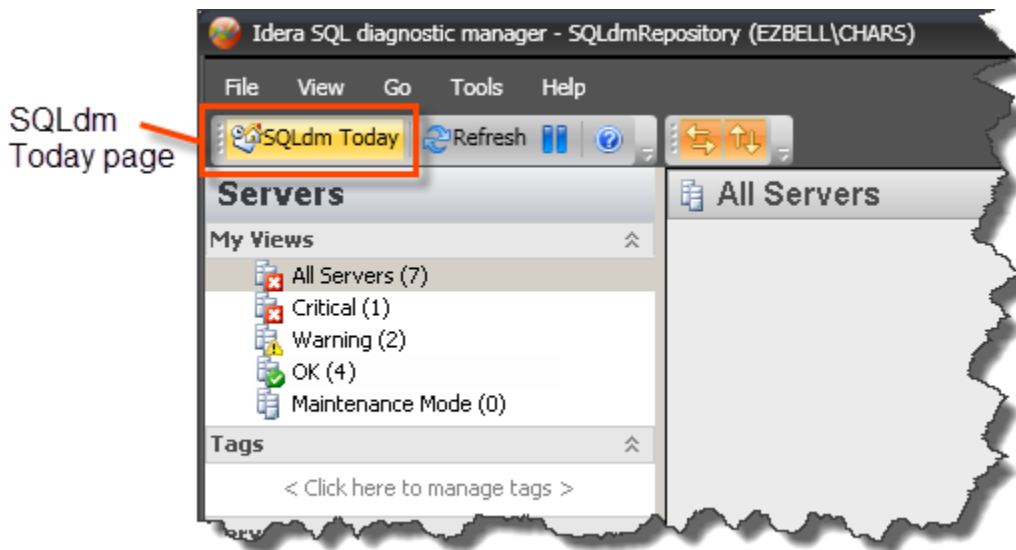 Idera SQL diagnostic manager - SQLdmRepository (EZBELL\CHARS)
File View Go Tools Help
SQLdm Today page
SQLdm Today Refresh
Servers
All Servers
My Views
All Servers (7)
Critical (1)
Warning (2)
OK (4)
Maintenance Mode (0)
Tags
< Click here to manage tags >